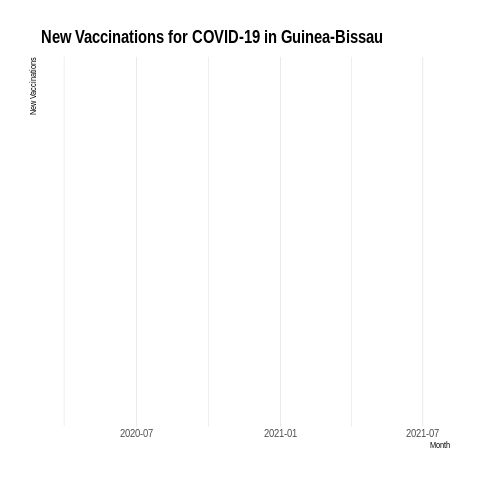 New Vaccinations for COVID-19 in Guinea-Bissau
New Vaccinations
2020-07
2021-01
2021-07
Month